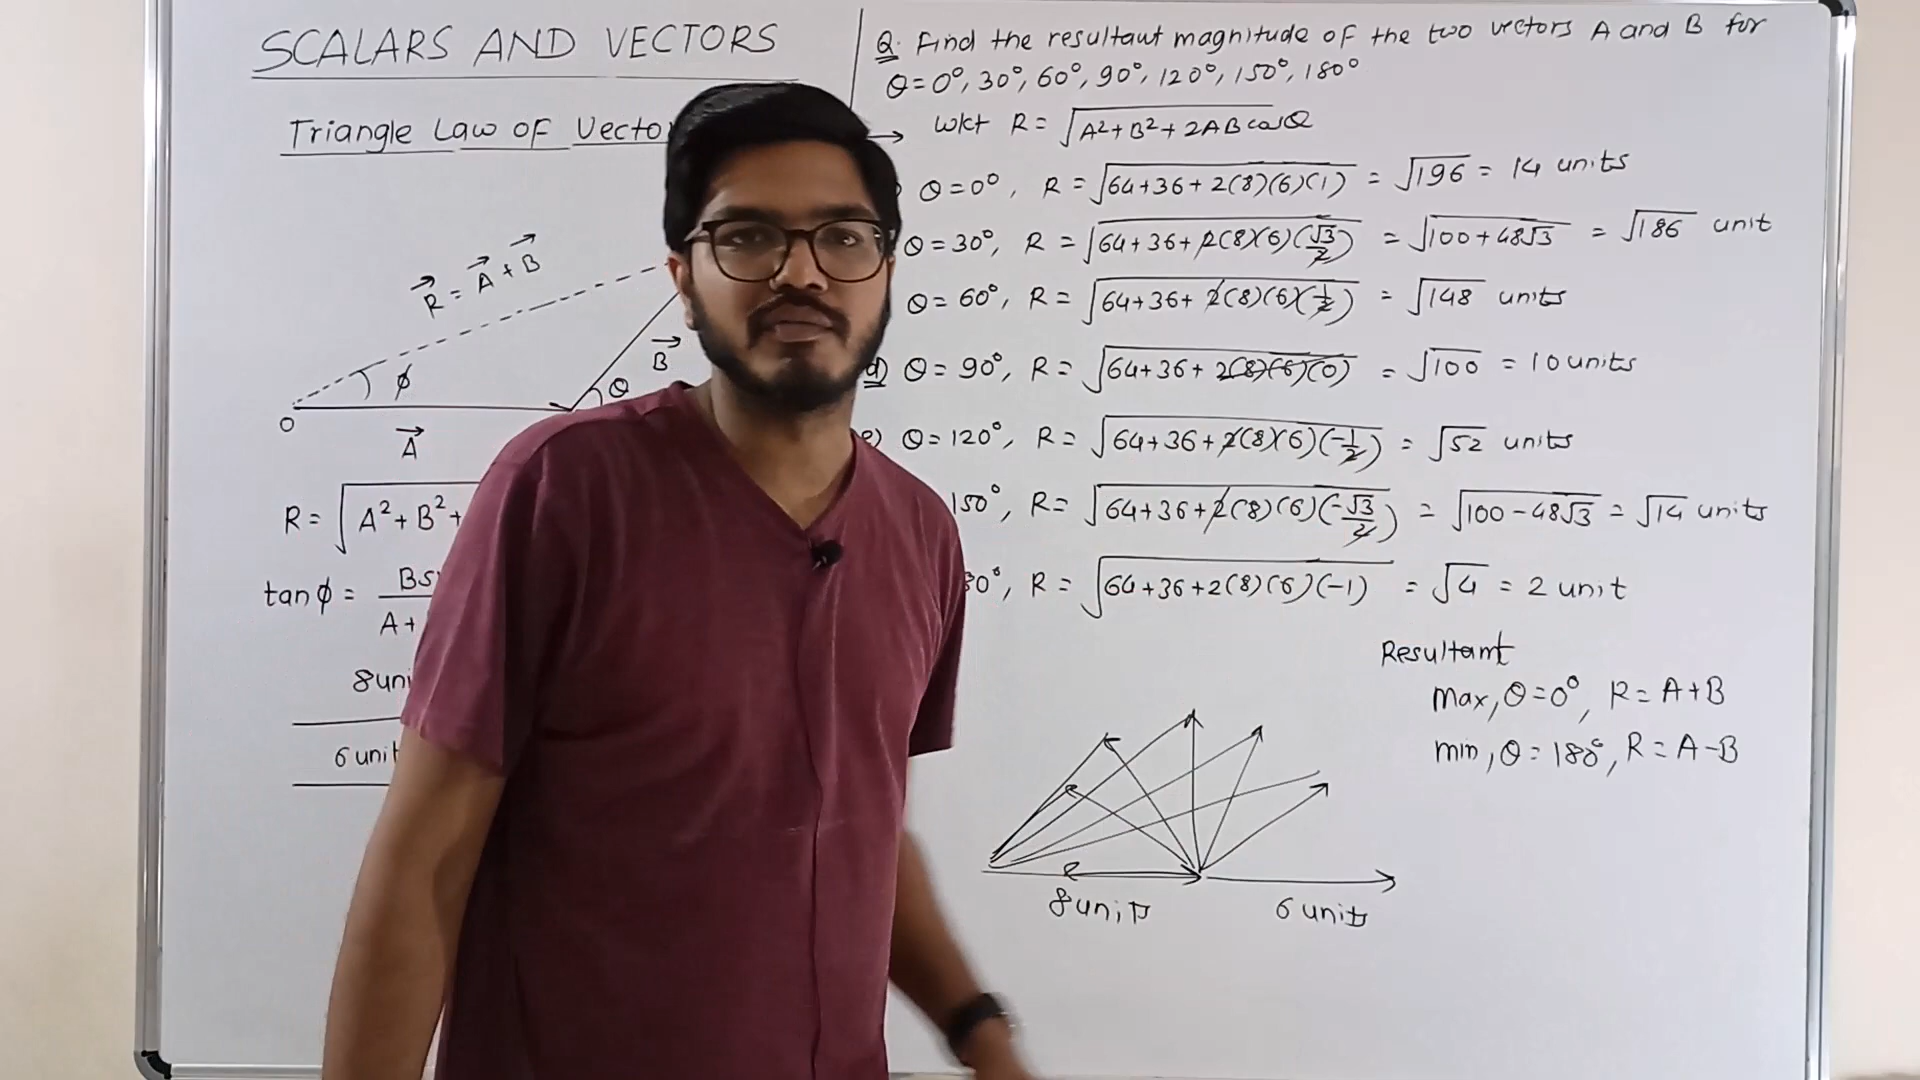 SCALARS AND VECTORS
Triangle Law of Vector
R⃗ = A⃗ + B⃗
B⃗
θ
ϕ
O
A⃗
R = √A²+B²+
tanϕ =
A+
6 unit
Q. Find the resultant magnitude of the two vectors A and B for
θ = 0°, 30°, 60°, 90°, 120°, 150°, 180°
→ wkt R = √A²+B²+2ABcosθ
θ=0°, R = √64+36+2(8)(6)(1) = √196 = 14 units
θ=30°, R = √64+36+2(8)(6)(√3/2) = √100+48√3 = √186 unit
θ=60°, R = √64+36+2(8)(6)(1/2) = √148 units
d) θ=90°, R = √64+36+2(8)(6)(0) = √100 = 10 units
e) θ=120°, R = √64+36+2(8)(6)(-1/2) = √52 units
150°, R = √64+36+2(8)(6)(-√3/2) = √100-48√3 = √14 units
80°, R = √64+36+2(8)(6)(-1) = √4 = 2 unit
Resultant
max, θ=0°, R = A+B
min, θ=180°, R = A-B
8 units
6 units